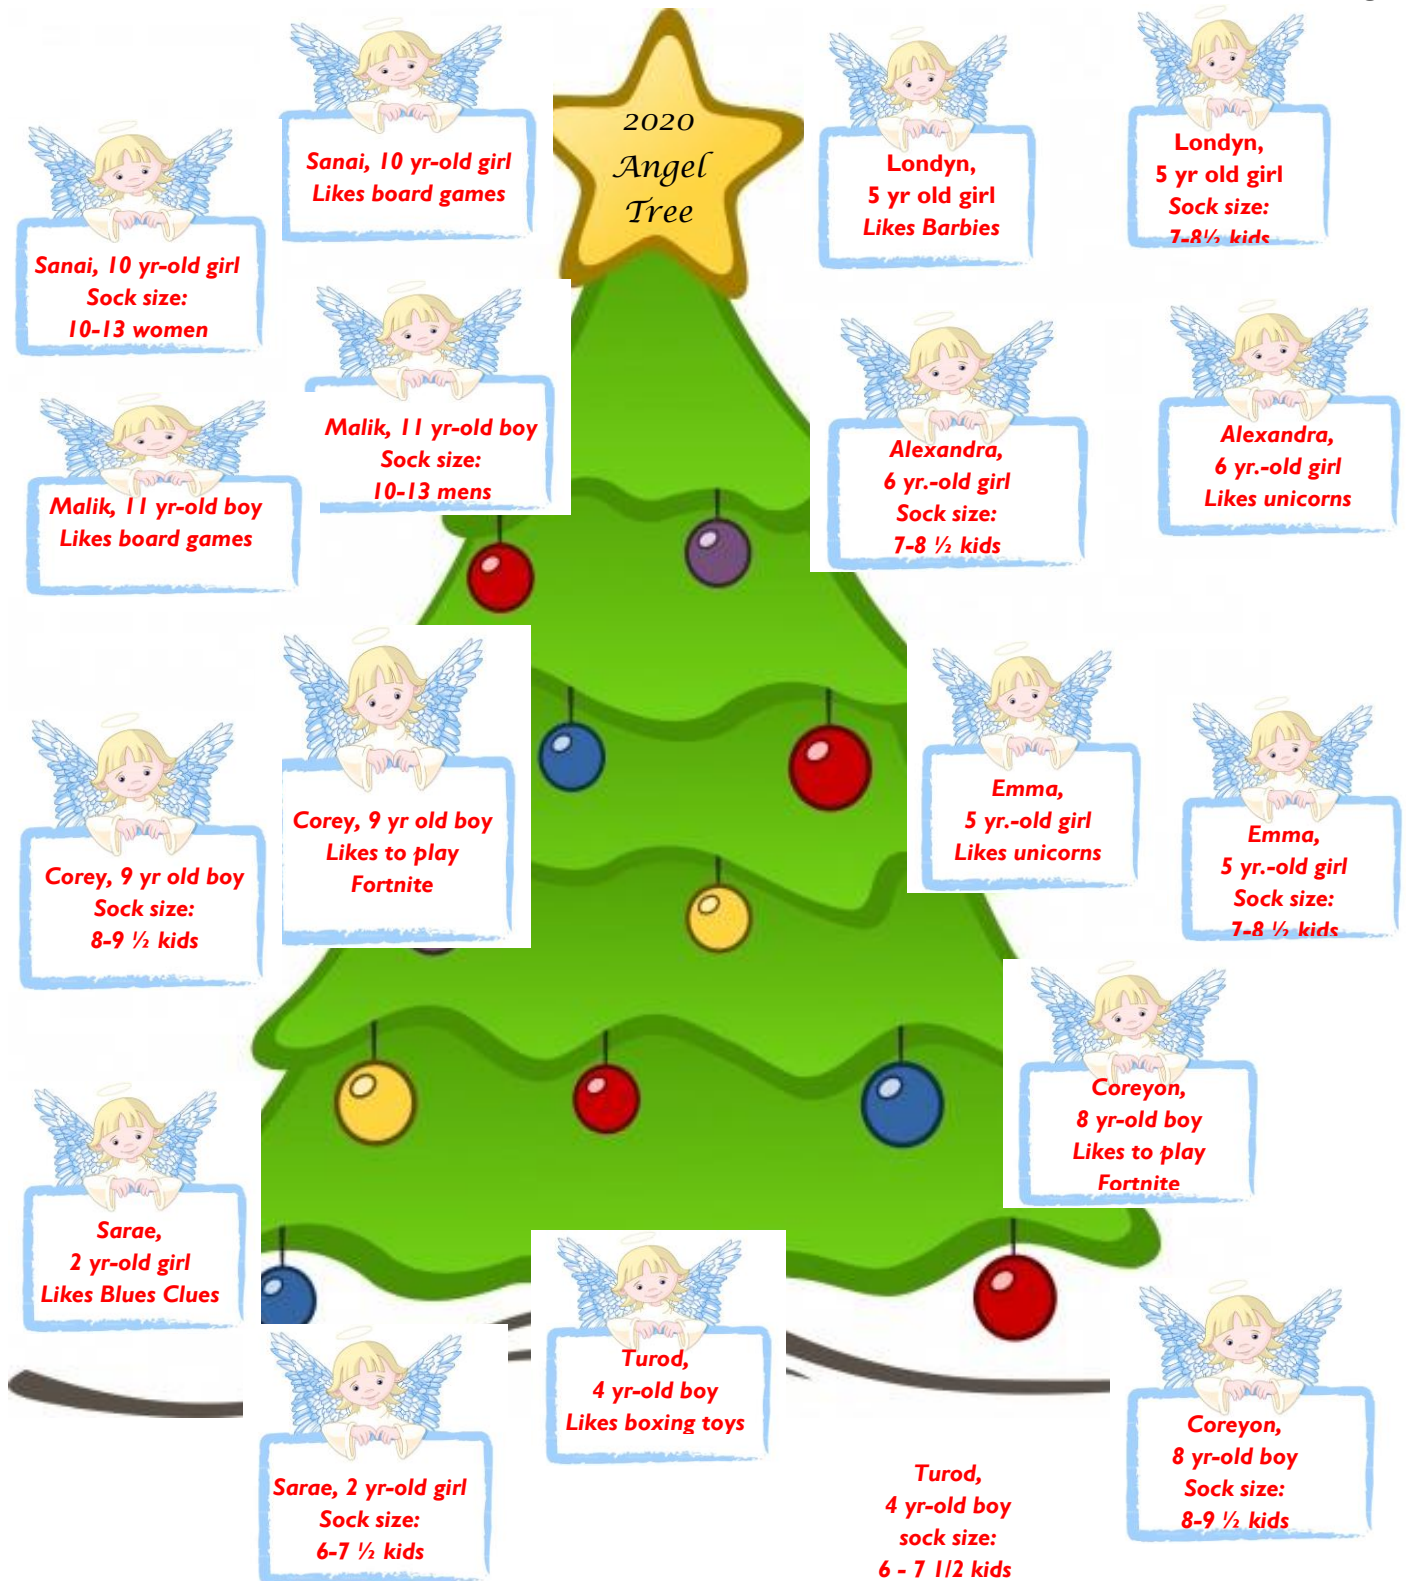 2020
Angel
Tree
Sanai, 10 yr-old girl
Likes board games
Londyn,
5 yr old girl
Likes Barbies
Londyn,
5 yr old girl
Sock size:
7-8½ kids
Sanai, 10 yr-old girl
Sock size:
10-13 women
Malik, 11 yr-old boy
Sock size:
10-13 mens
Malik, 11 yr-old boy
Likes board games
Alexandra,
6 yr.-old girl
Sock size:
7-8 ½ kids
Alexandra,
6 yr.-old girl
Likes unicorns
Corey, 9 yr old boy
Sock size:
8-9 ½ kids
Corey, 9 yr old boy
Likes to play
Fortnite
Emma,
5 yr.-old girl
Likes unicorns
Emma,
5 yr.-old girl
Sock size:
7-8 ½ kids
Coreyon,
8 yr-old boy
Likes to play
Fortnite
Sarae,
2 yr-old girl
Likes Blues Clues
Sarae, 2 yr-old girl
Sock size:
6-7 ½ kids
Turod,
4 yr-old boy
Likes boxing toys
Turod,
4 yr-old boy
sock size:
6 - 7 1/2 kids
Coreyon,
8 yr-old boy
Sock size:
8-9 ½ kids